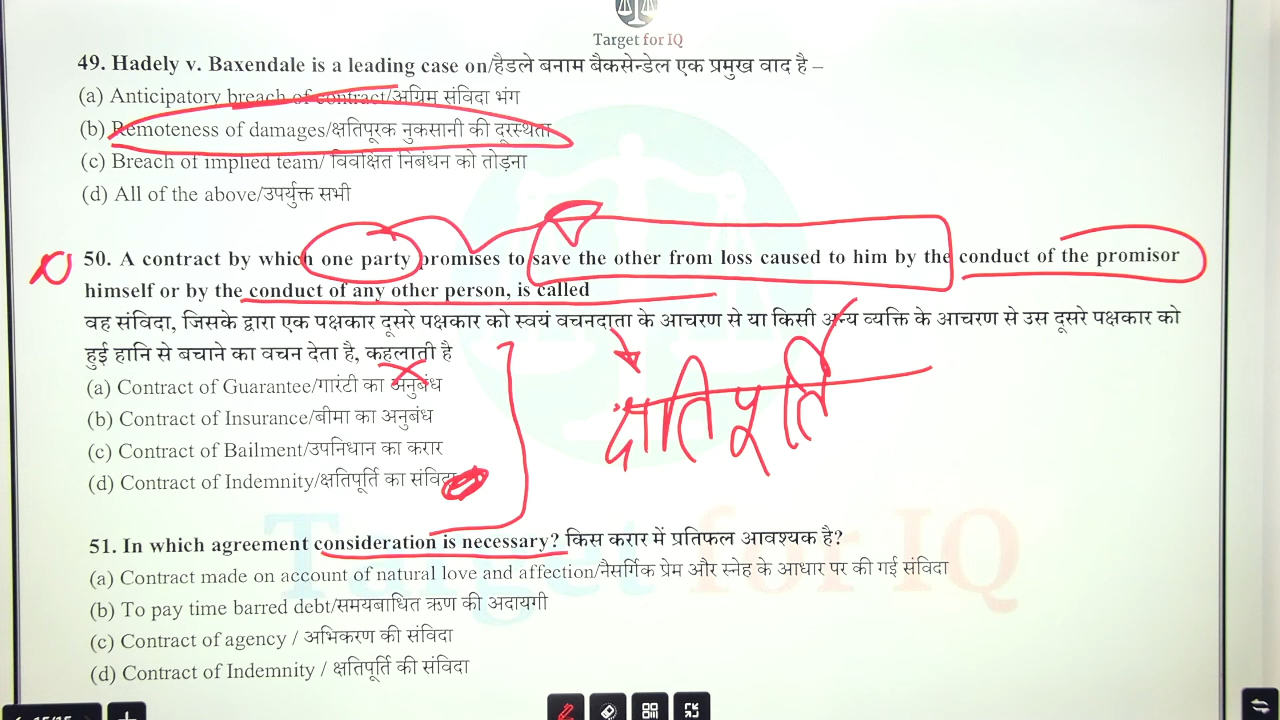 Target for IQ
49. Hadely v. Baxendale is a leading case on/हैडले बनाम बैकसेन्डेल एक प्रमुख वाद है –
(a) Anticipatory breach of contract/अग्रिम संविदा भंग
(b) Remoteness of damages/क्षतिपूरक नुकसानी की दूरस्थता
(c) Breach of implied team/ विवक्षित निबंधन को तोड़ना
(d) All of the above/उपर्युक्त सभी
50. A contract by which one party promises to save the other from loss caused to him by the conduct of the promisor
himself or by the conduct of any other person, is called
वह संविदा, जिसके द्वारा एक पक्षकार दूसरे पक्षकार को स्वयं वचनदाता के आचरण से या किसी अन्य व्यक्ति के आचरण से उस दूसरे पक्षकार को
हुई हानि से बचाने का वचन देता है, कहलाती है
(a) Contract of Guarantee/गारंटी का अनुबंध
(b) Contract of Insurance/बीमा का अनुबंध
(c) Contract of Bailment/उपनिधान का करार
(d) Contract of Indemnity/क्षतिपूर्ति का संविदा
क्षतिपूर्ति
Target for IQ
51. In which agreement consideration is necessary? किस करार में प्रतिफल आवश्यक है?
(a) Contract made on account of natural love and affection/नैसर्गिक प्रेम और स्नेह के आधार पर की गई संविदा
(b) To pay time barred debt/समयबाधित ऋण की अदायगी
(c) Contract of agency / अभिकरण की संविदा
(d) Contract of Indemnity / क्षतिपूर्ति की संविदा